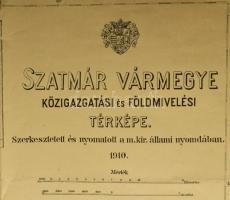 SZATMÁR VÁRMEGYE
KÖZIGAZGATÁSI ÉS FÖLDMIVELÉSI
TÉRKÉPE.
Szerkesztetett és nyomatott a m. kir. állami nyomdában.
1910.
Mérték